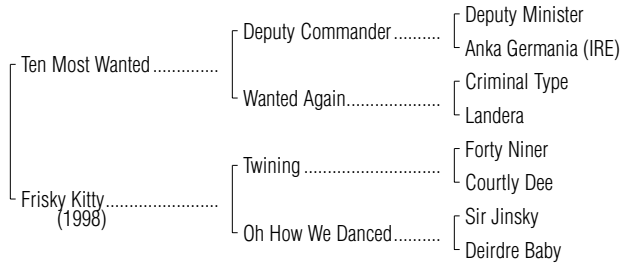 Deputy Minister
Deputy Commander..........
Anka Germania (IRE)
Ten Most Wanted..............
Criminal Type
Wanted Again....................
Landera
Forty Niner
Twining .............................
Courtly Dee
Frisky Kitty........................
(1998)
Sir Jinsky
Oh How We Danced..........
Deirdre Baby